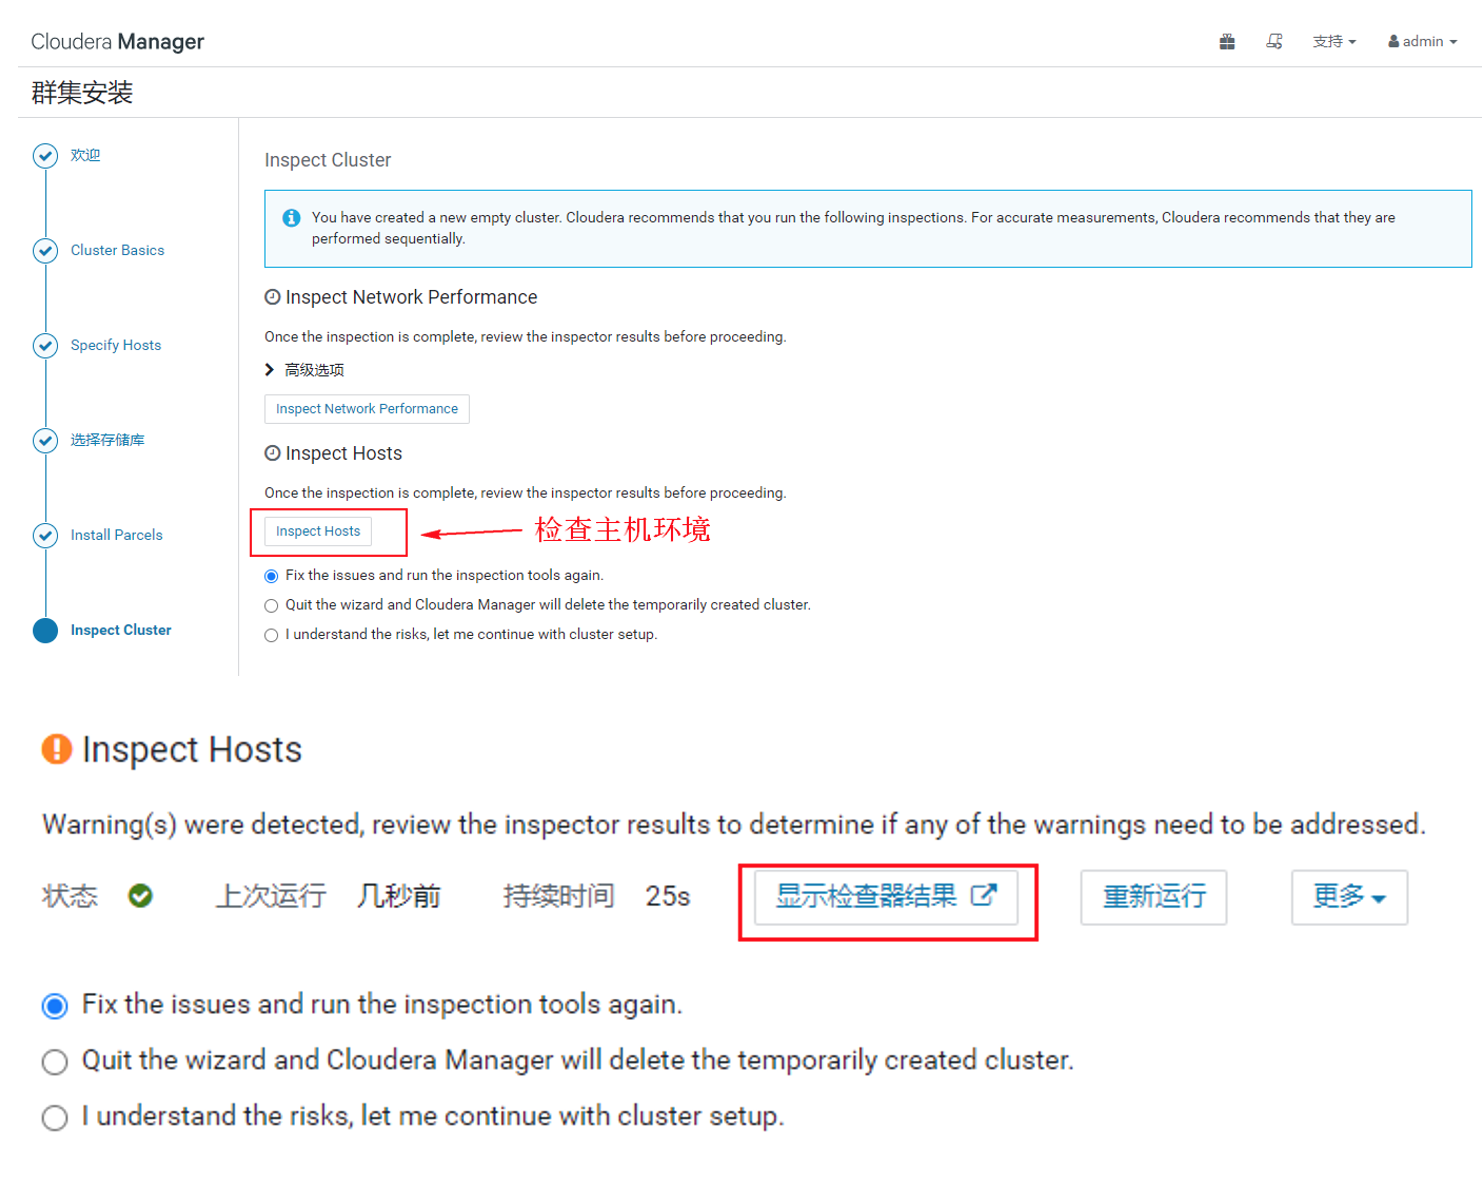 Cloudera Manager
支持
admin
群集安装
欢迎
Cluster Basics
Specify Hosts
选择存储库
Install Parcels
Inspect Cluster
Inspect Cluster
You have created a new empty cluster. Cloudera recommends that you run the following inspections. For accurate measurements, Cloudera recommends that they are
performed sequentially.
Inspect Network Performance
Once the inspection is complete, review the inspector results before proceeding.
高级选项
Inspect Network Performance
Inspect Hosts
Once the inspection is complete, review the inspector results before proceeding.
Inspect Hosts
检查主机环境
Fix the issues and run the inspection tools again.
Quit the wizard and Cloudera Manager will delete the temporarily created cluster.
I understand the risks, let me continue with cluster setup.
Inspect Hosts
Warning(s) were detected, review the inspector results to determine if any of the warnings need to be addressed.
状态 上次运行 几秒前 持续时间 25s 显示检查器结果 重新运行 更多
Fix the issues and run the inspection tools again.
Quit the wizard and Cloudera Manager will delete the temporarily created cluster.
I understand the risks, let me continue with cluster setup.